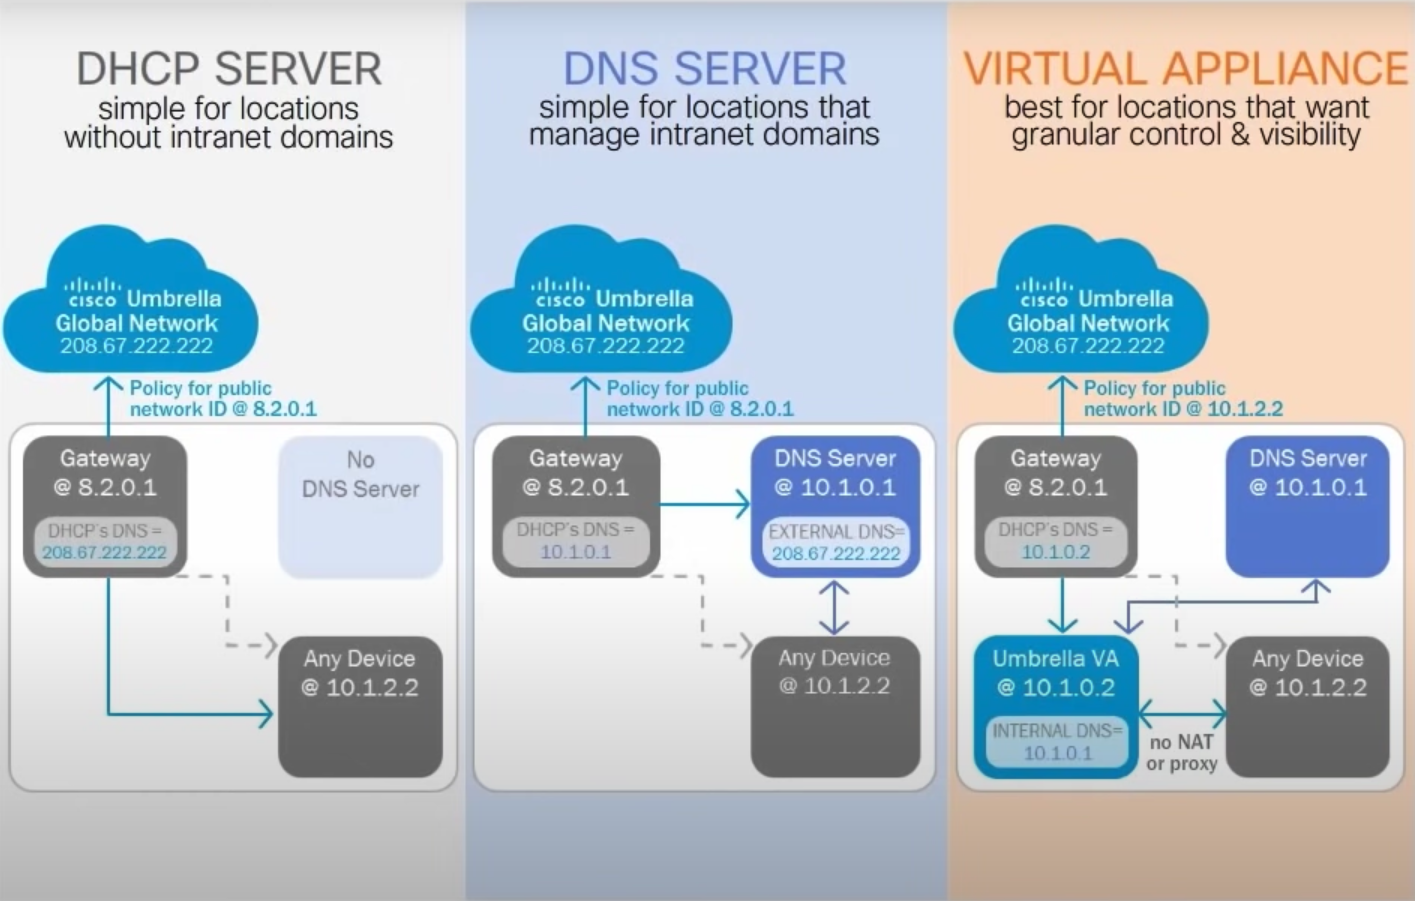 DHCP SERVER
simple for locations
without intranet domains
cisco Umbrella
Global Network
208.67.222.222
Policy for public
network ID @ 8.2.0.1
Gateway
@ 8.2.0.1
DHCP's DNS =
208.67.222.222
No
DNS Server
Any Device
@ 10.1.2.2
DNS SERVER
simple for locations that
manage intranet domains
cisco Umbrella
Global Network
208.67.222.222
Policy for public
network ID @ 8.2.0.1
Gateway
@ 8.2.0.1
DHCP's DNS =
10.1.0.1
DNS Server
@ 10.1.0.1
EXTERNAL DNS=
208.67.222.222
Any Device
@ 10.1.2.2
VIRTUAL APPLIANCE
best for locations that want
granular control & visibility
cisco Umbrella
Global Network
208.67.222.222
Policy for public
network ID @ 10.1.2.2
Gateway
@ 8.2.0.1
DHCP's DNS =
10.1.0.2
DNS Server
@ 10.1.0.1
Umbrella VA
@ 10.1.0.2
INTERNAL DNS=
10.1.0.1
no NAT
or proxy
Any Device
@ 10.1.2.2